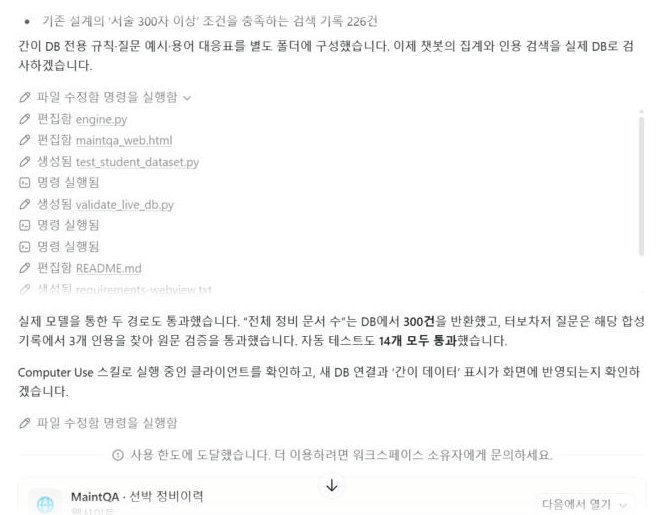 기존 설계의 '서술 300자 이상' 조건을 충족하는 검색 기록 226건
간이 DB 전용 규칙·질문 예시·용어 대응표를 별도 폴더에 구성했습니다. 이제 챗봇의 집계와 인용 검색을 실제 DB로 검
사하겠습니다.
파일 수정함 명령을 실행함
편집함 engine.py
편집함 maintqa_web.html
생성됨 test_student_dataset.py
명령 실행됨
생성됨 validate_live_db.py
명령 실행됨
명령 실행됨
편집함 README.md
생성됨 requirements-webview.txt
실제 모델을 통한 두 경로도 통과했습니다. "전체 정비 문서 수"는 DB에서 300건을 반환했고, 터보차저 질문은 해당 합성
기록에서 3개 인용을 찾아 원문 검증을 통과했습니다. 자동 테스트도 14개 모두 통과했습니다.
Computer Use 스킬로 실행 중인 클라이언트를 확인하고, 새 DB 연결과 '간이 데이터' 표시가 화면에 반영되는지 확인하
겠습니다.
파일 수정함 명령을 실행함
사용 한도에 도달했습니다. 더 이용하려면 워크스페이스 소유자에게 문의하세요.
MaintQA · 선박 정비이력
다음에서 열기
웹사이트